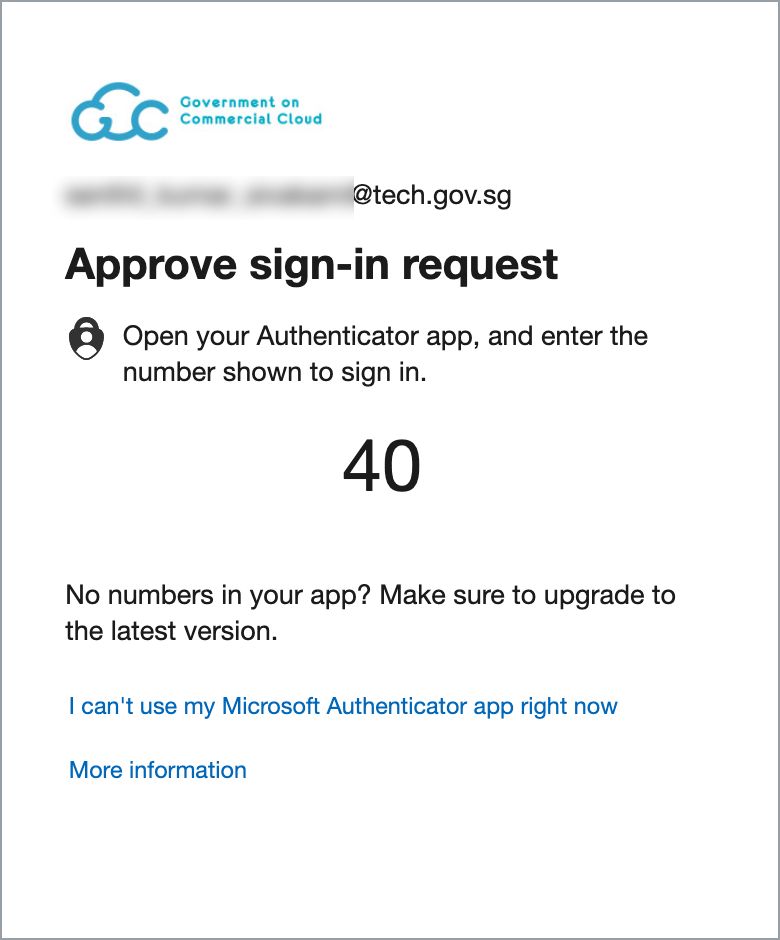 GCC Government on
Commercial Cloud
@tech.gov.sg
Approve sign-in request
Open your Authenticator app, and enter the
number shown to sign in.
40
No numbers in your app? Make sure to upgrade to
the latest version.
I can't use my Microsoft Authenticator app right now
More information